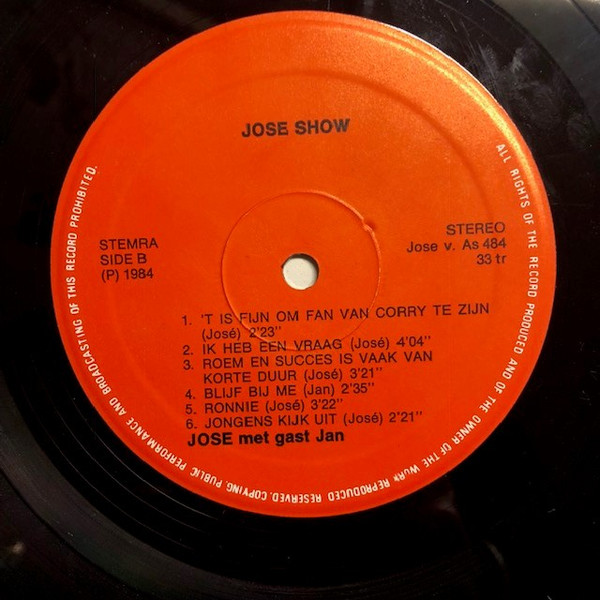 JOSE SHOW
STEMRA
SIDE B
(P) 1984
STEREO
Jose v. As 484
33 tr
1. 'T IS FIJN OM FAN VAN CORRY TE ZIJN
(José) 2'23"
2. IK HEB EEN VRAAG (José) 4'04"
3. ROEM EN SUCCES IS VAAK VAN
KORTE DUUR (José) 3'21"
4. BLIJF BIJ ME (Jan) 2'35"
5. RONNIE (José) 3'22"
6. JONGENS KIJK UIT (José) 2'21"
JOSE met gast Jan
ALL RIGHTS OF THE RECORD PRODUCED AND OF THE OWNER OF THE WORK REPRODUCED RESERVED. COPYING, PUBLIC PERFORMANCE AND BROADCASTING OF THIS RECORD PROHIBITED.